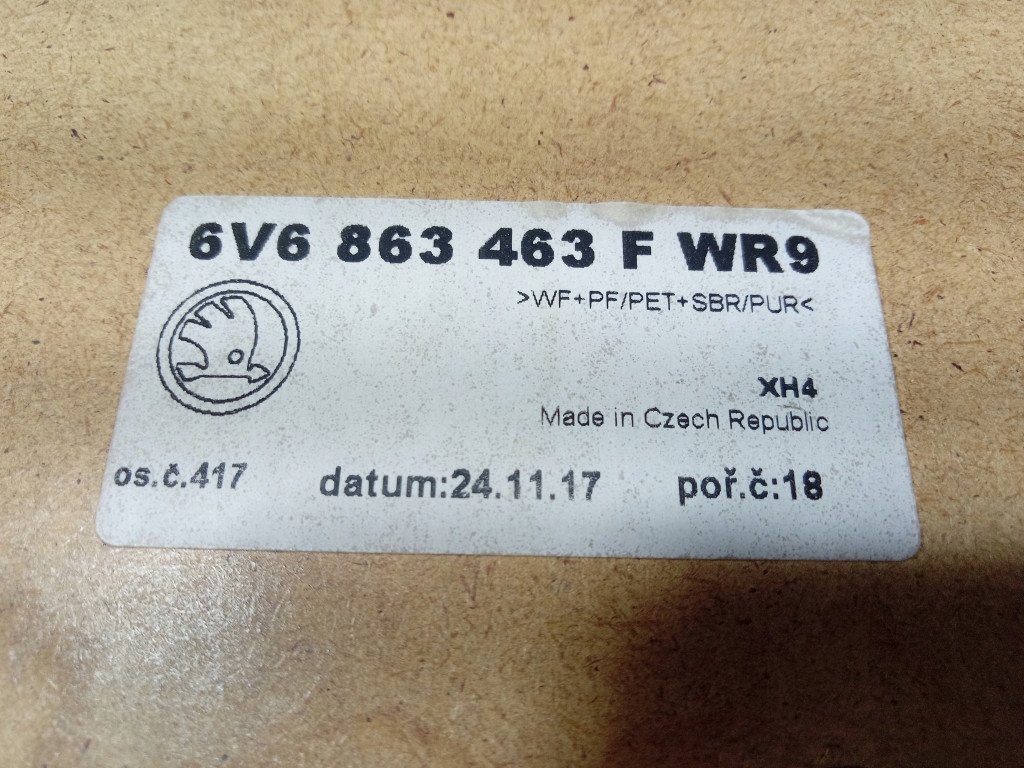 6V6 863 463 F WR9
>WF+PF/PET+SBR/PUR<
XH4
Made in Czech Republic
os.č.417 datum:24.11.17 poř.č:18